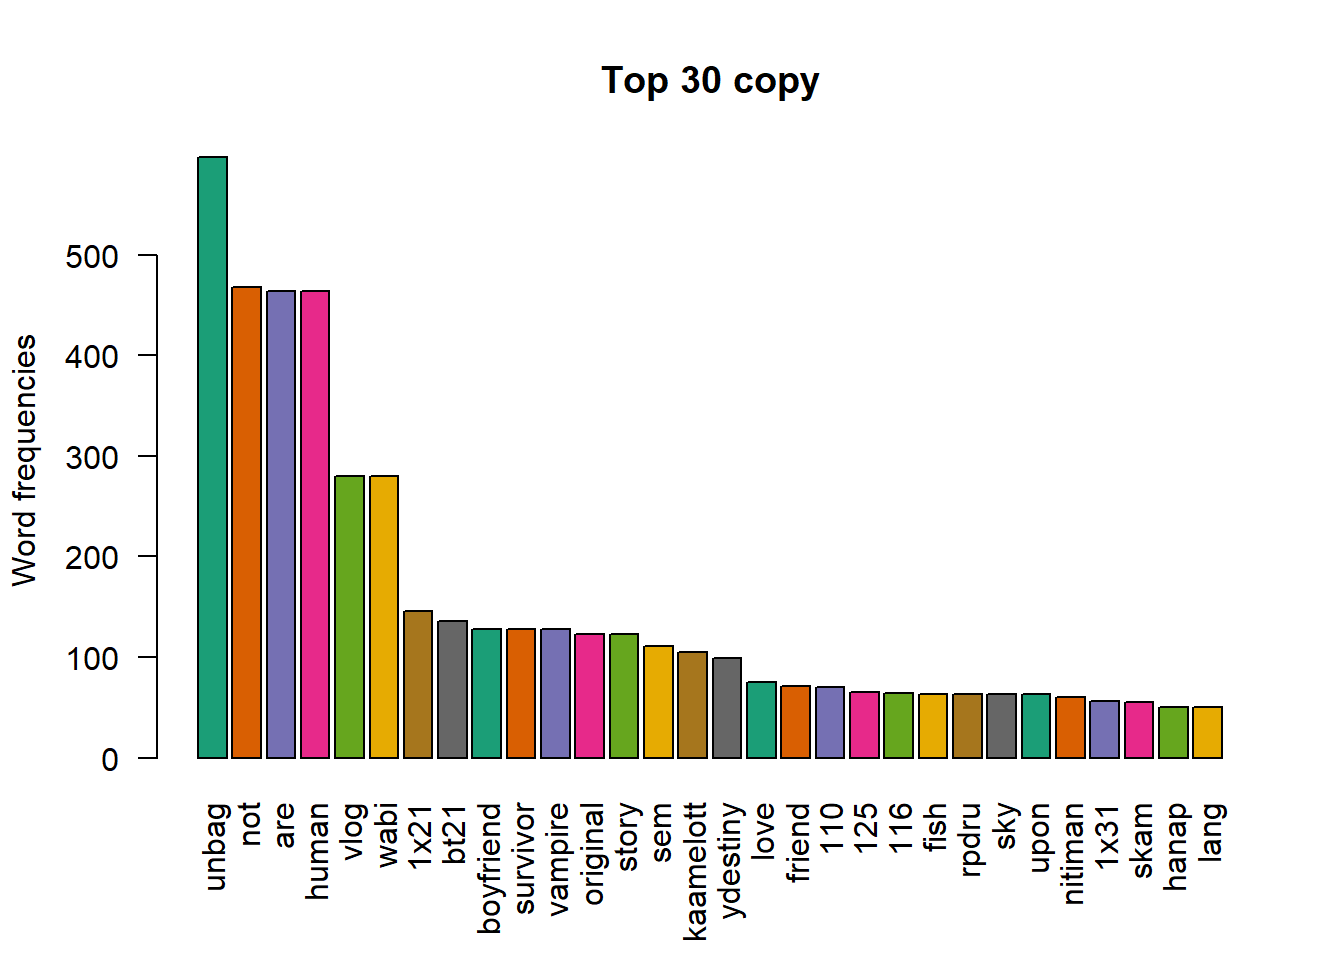 Top 30 copy
Word frequencies
500
400
300
200
100
0
unbag
not
are
human
vlog
wabi
1x21
bt21
boyfriend
survivor
vampire
original
story
sem
kaamelott
ydestiny
love
friend
110
125
116
fish
rpdru
sky
upon
nitiman
1x31
skam
hanap
lang